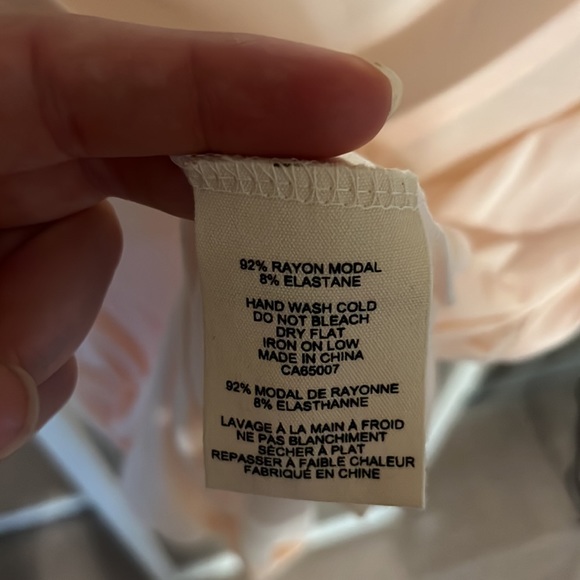 92% RAYON MODAL
8% ELASTANE
HAND WASH COLD
DO NOT BLEACH
DRY FLAT
IRON ON LOW
MADE IN CHINA
CA65007
92% MODAL DE RAYONNE
8% ELASTHANNE
LAVAGE À LA MAIN À FROID
NE PAS BLANCHIMENT
SÉCHER À PLAT
REPASSER À FAIBLE CHALEUR
FABRIQUÉ EN CHINE